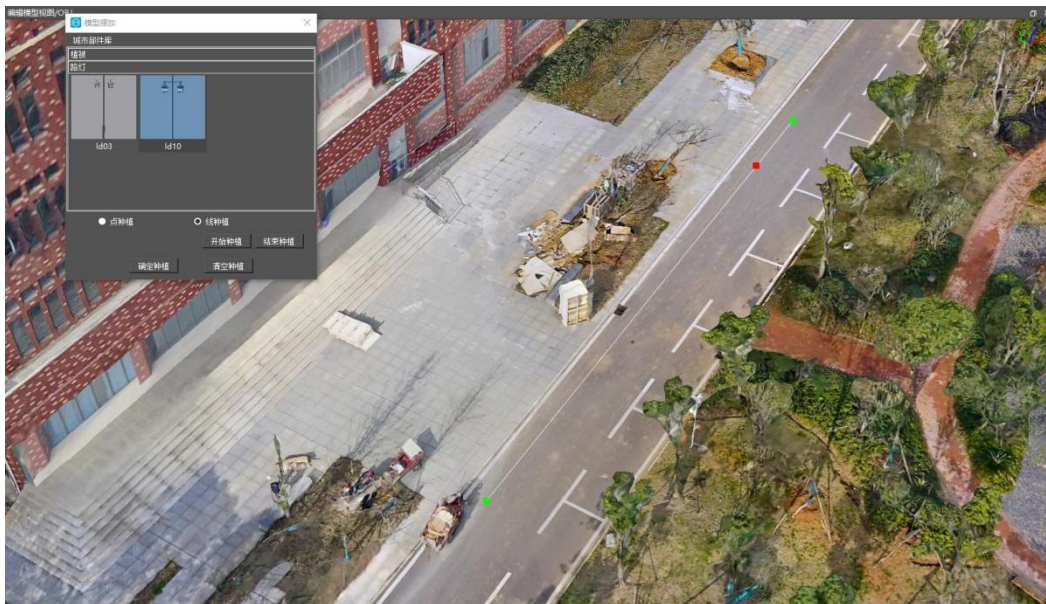 编辑模型视图/OBJ
模型摆放
城市部件库
植被
路灯
ld03
ld10
点种植
线种植
开始种植
结束种植
确定种植
清空种植